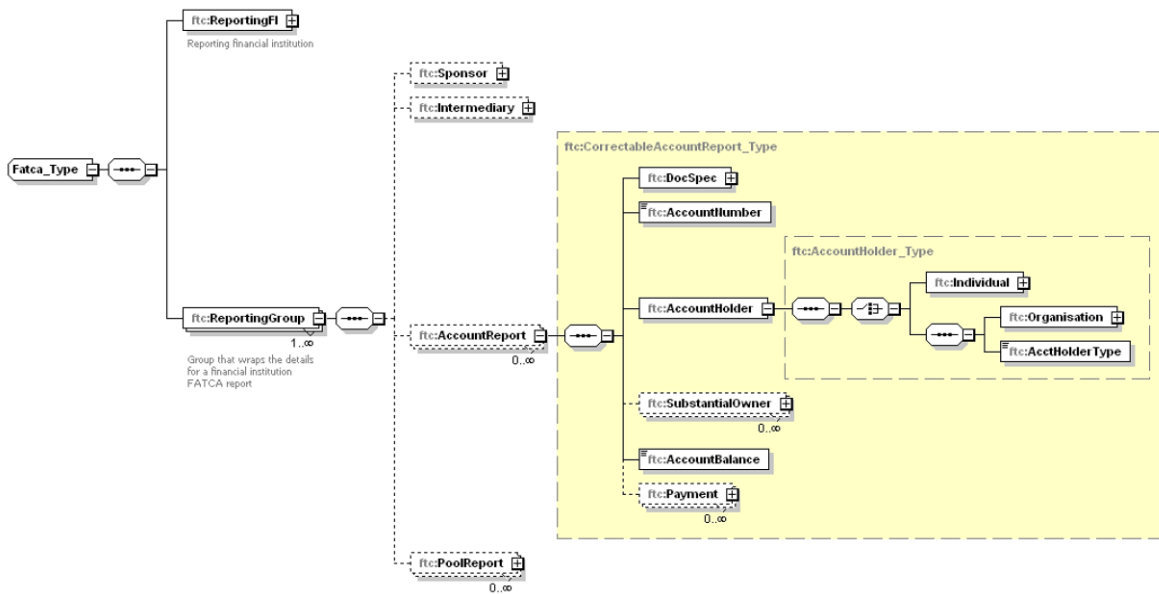 ftc:ReportingFI
Reporting financial institution
ftc:Sponsor
ftc:Intermediary
ftc:CorrectableAccountReport_Type
Fatca_Type
ftc:DocSpec
ftc:AccountNumber
ftc:AccountHolder_Type
ftc:Individual
ftc:ReportingGroup
1..∞
Group that wraps the details
for a financial institution
FATCA report
ftc:AccountReport
0..∞
ftc:AccountHolder
ftc:Organisation
ftc:AcctHolderType
ftc:SubstantialOwner
0..∞
ftc:AccountBalance
ftc:Payment
0..∞
ftc:PoolReport
0..∞